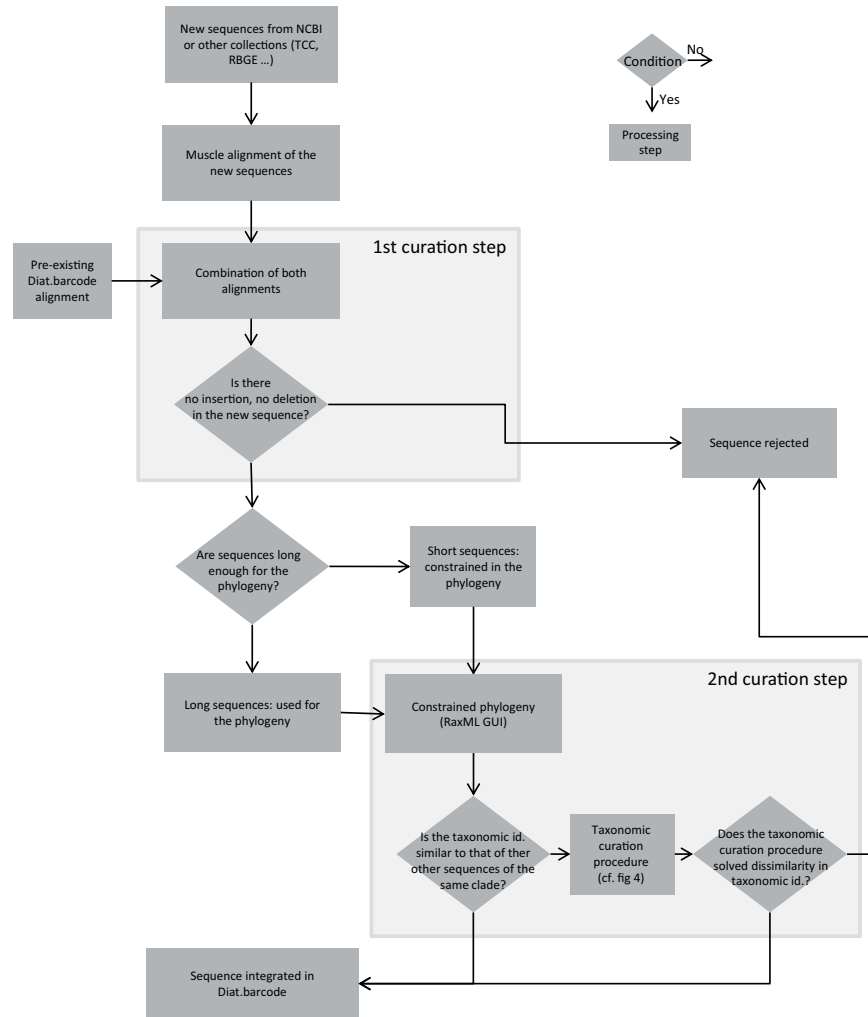 New sequences from NCBI
or other collections (TCC,
RBGE ...)
No
Condition
Yes
Processing
step
Muscle alignment of the
new sequences
1st curation step
Pre-existing
Diat.barcode
alignment
Combination of both
alignments
Is there
no insertion, no deletion
in the new sequence?
Sequence rejected
Are sequences long
enough for the
phylogeny?
Short sequences:
constrained in the
phylogeny
2nd curation step
Long sequences: used for
the phylogeny
Constrained phylogeny
(RaxML GUI)
Is the taxonomic id.
similar to that of ther
other sequences of the
same clade?
Taxonomic
curation
procedure
(cf. fig 4)
Does the taxonomic
curation procedure
solved dissimilarity in
taxonomic id.?
Sequence integrated in
Diat.barcode